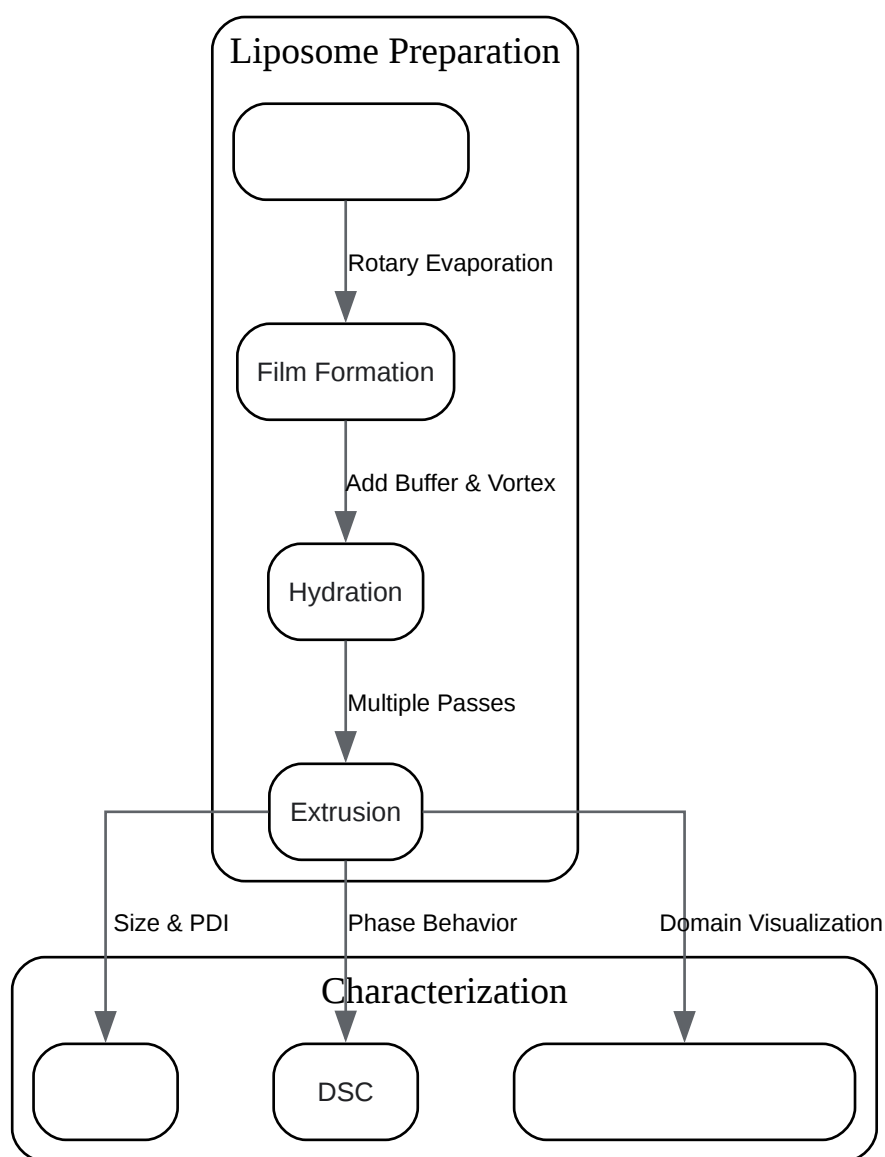 Liposome Preparation
Rotary Evaporation
Film Formation
Add Buffer & Vortex
Hydration
Multiple Passes
Extrusion
Size & PDI
Phase Behavior
Domain Visualization
Characterization
DSC